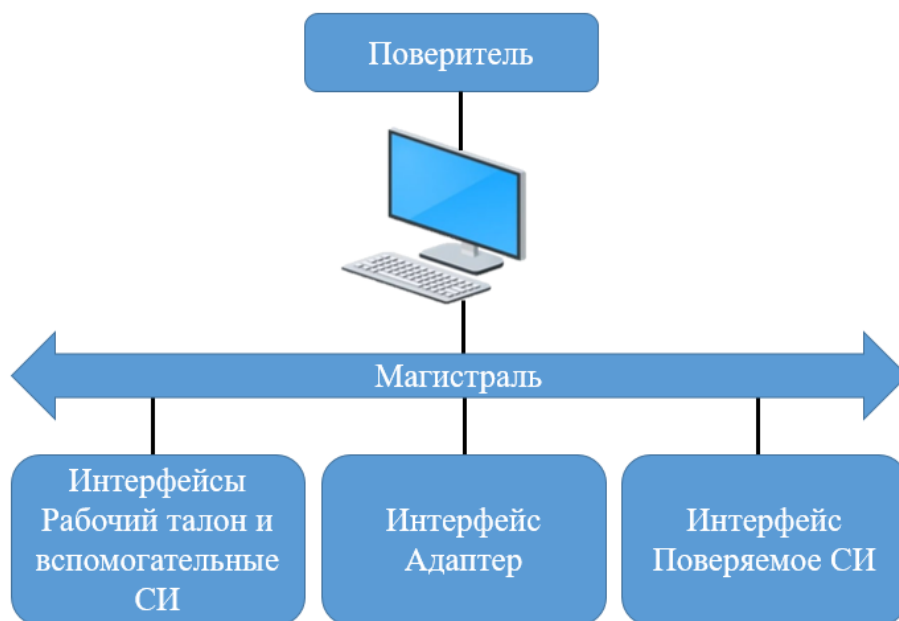 Поверитель
Магистраль
Интерфейсы
Рабочий талон и
вспомогательные
СИ
Интерфейс
Адаптер
Интерфейс
Поверяемое СИ